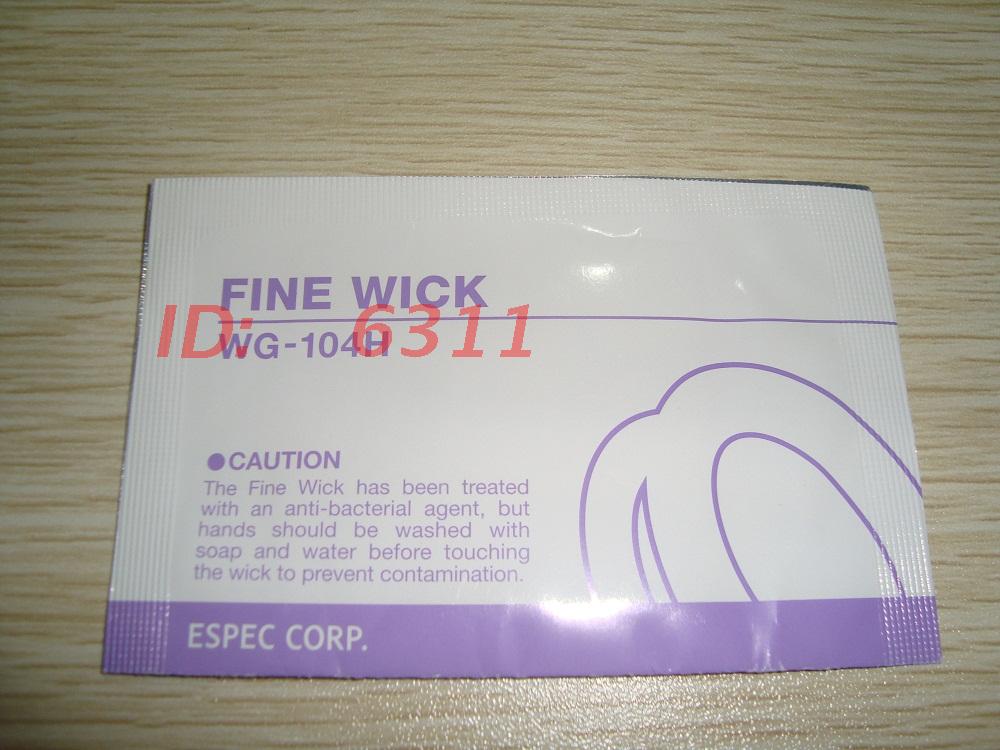 FINE WICK
ID: 6311
WG-104H
●CAUTION
The Fine Wick has been treated
with an anti-bacterial agent, but
hands should be washed with
soap and water before touching
the wick to prevent contamination.
ESPEC CORP.